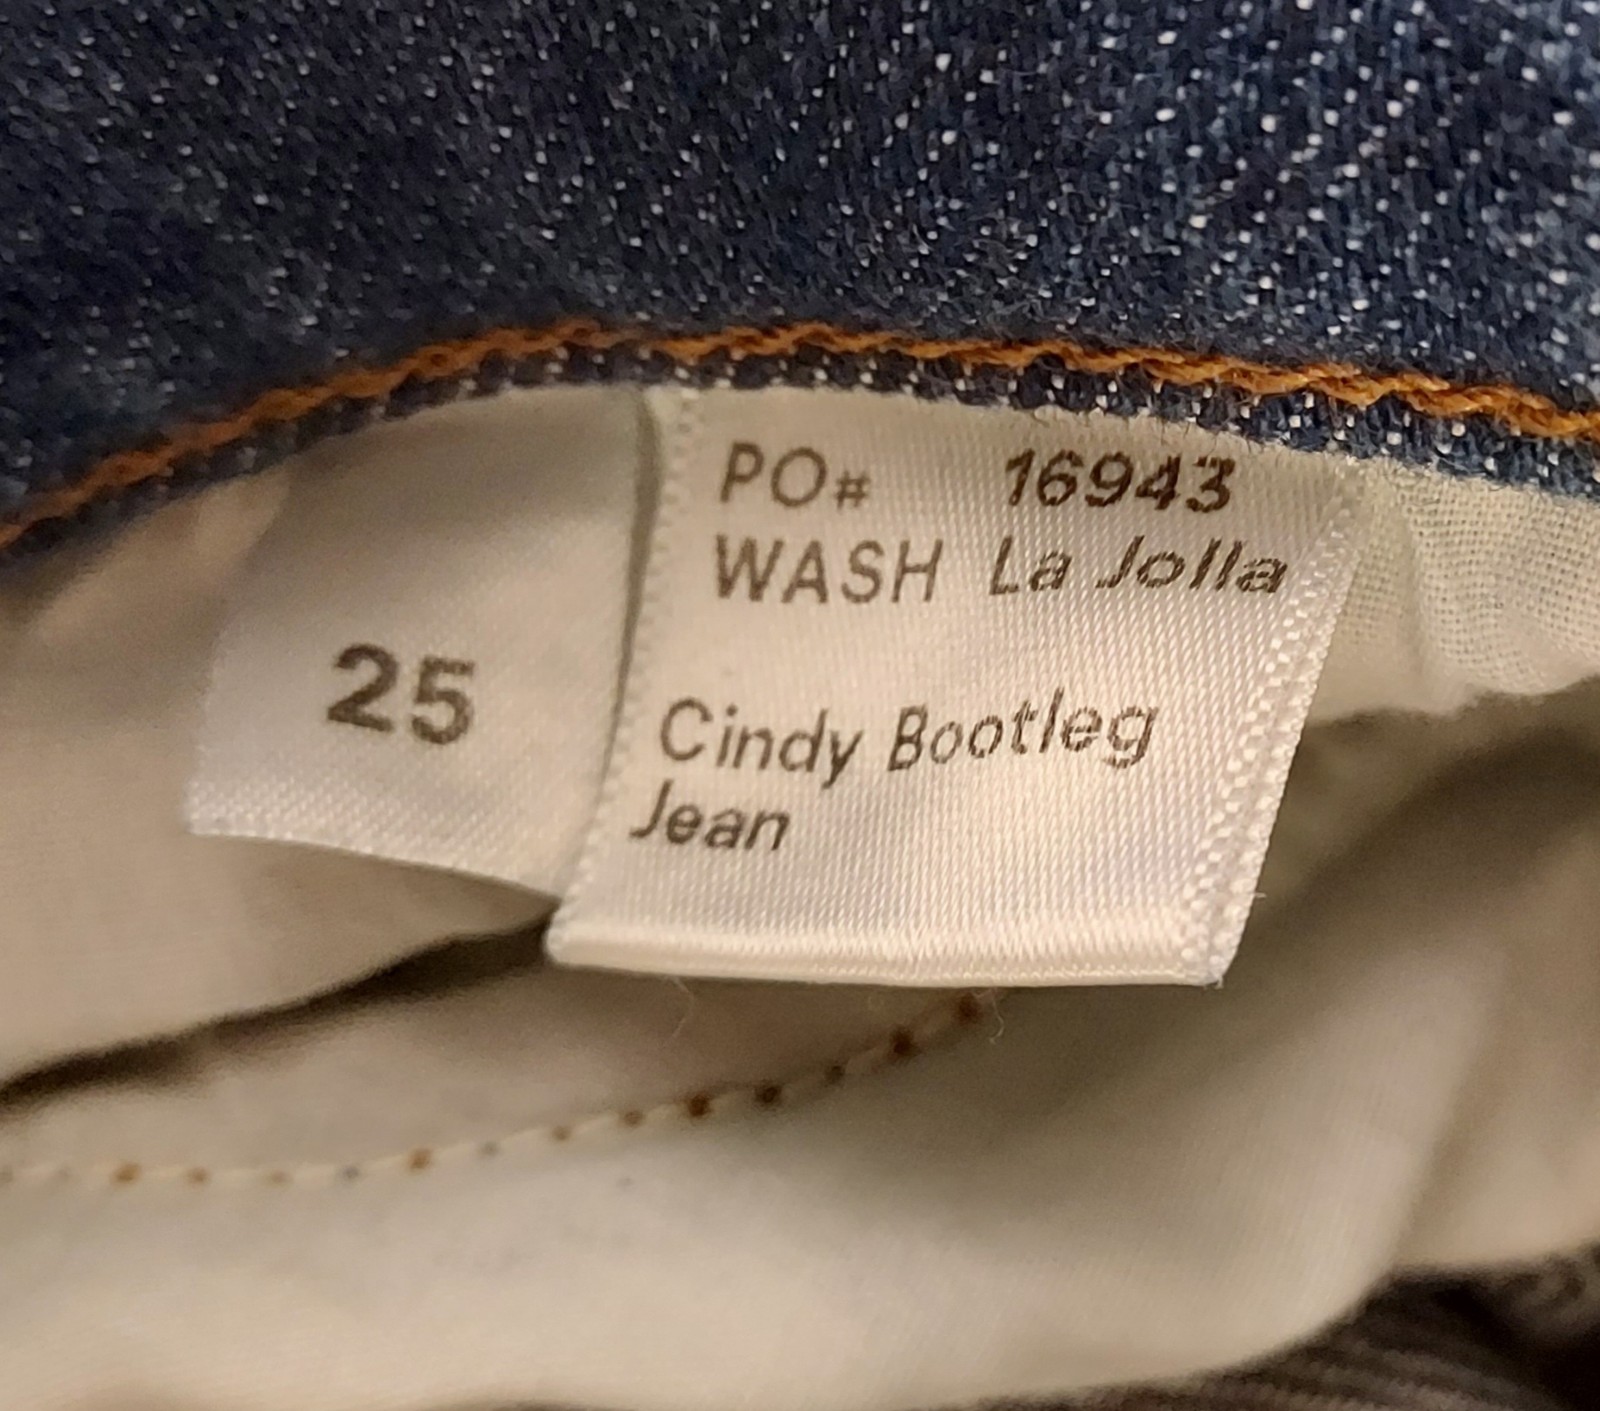 25
PO# 16943
WASH La Jolla
Cindy Bootleg
Jean